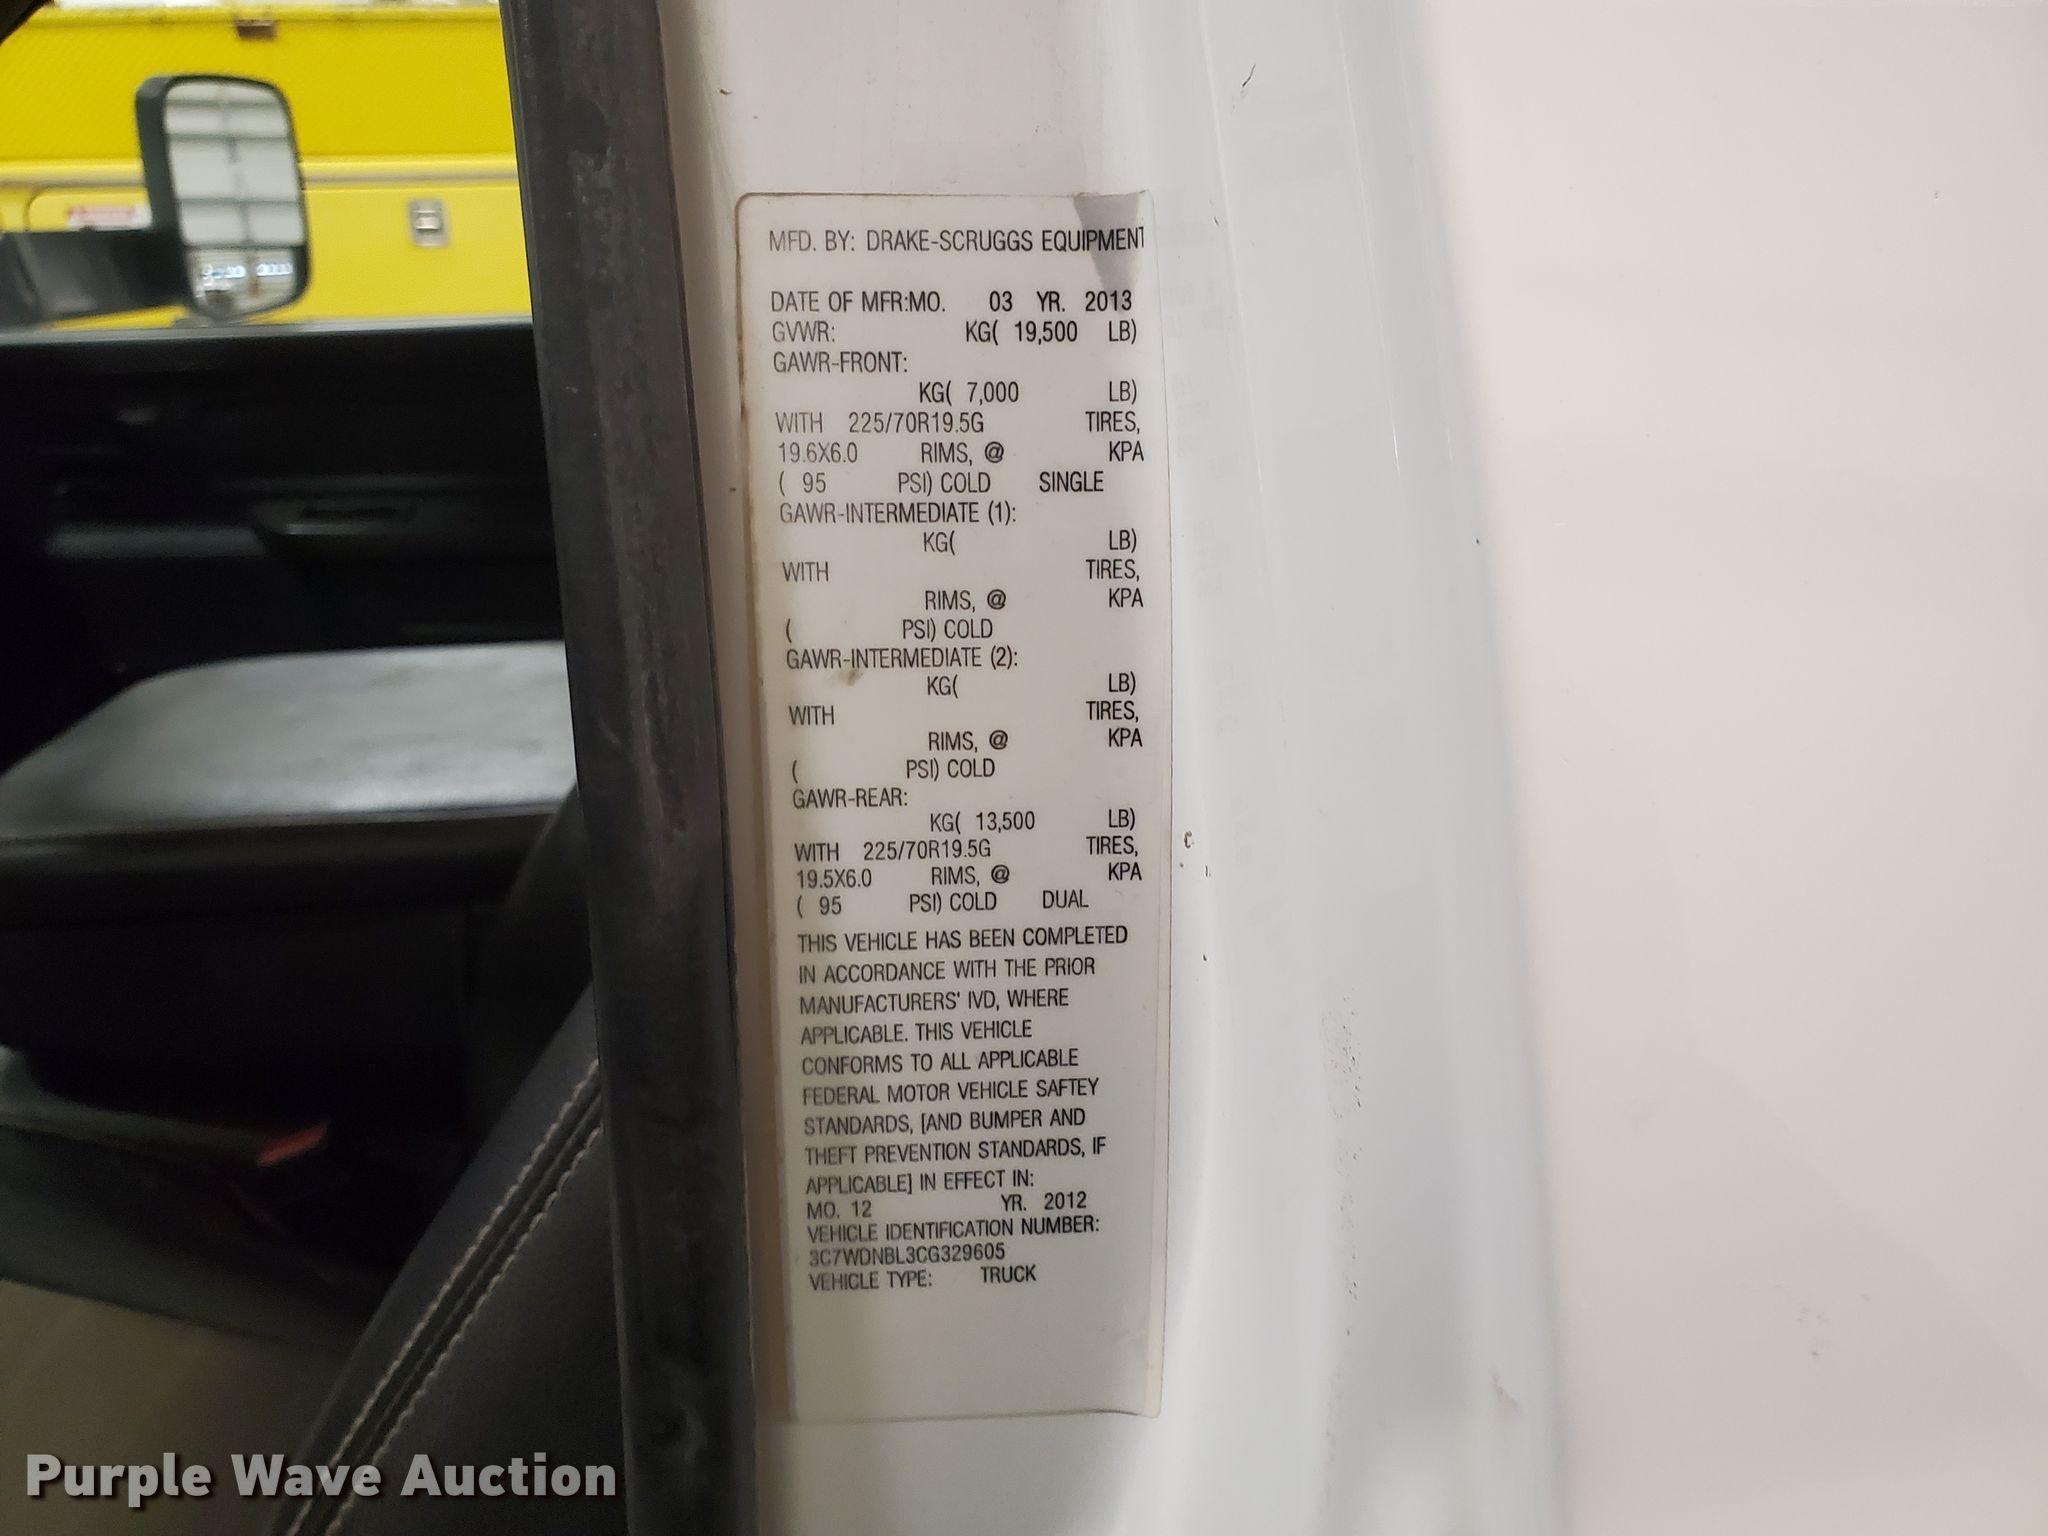 MFD. BY: DRAKE-SCRUGGS EQUIPMENT
DATE OF MFR:MO. 03 YR. 2013
GVWR: KG( 19,500 LB)
GAWR-FRONT:
KG( 7,000 LB)
WITH 225/70R19.5G TIRES,
19.6X6.0 RIMS, @ KPA
( 95 PSI) COLD SINGLE
GAWR-INTERMEDIATE (1):
KG( LB)
WITH TIRES,
RIMS, @ KPA
( PSI) COLD
GAWR-INTERMEDIATE (2):
KG( LB)
WITH TIRES,
RIMS, @ KPA
( PSI) COLD
GAWR-REAR:
KG( 13,500 LB)
WITH 225/70R19.5G TIRES,
19.5X6.0 RIMS, @ KPA
( 95 PSI) COLD DUAL
THIS VEHICLE HAS BEEN COMPLETED
IN ACCORDANCE WITH THE PRIOR
MANUFACTURERS' IVD, WHERE
APPLICABLE. THIS VEHICLE
CONFORMS TO ALL APPLICABLE
FEDERAL MOTOR VEHICLE SAFTEY
STANDARDS, [AND BUMPER AND
THEFT PREVENTION STANDARDS, IF
APPLICABLE] IN EFFECT IN:
MO. 12 YR. 2012
VEHICLE IDENTIFICATION NUMBER:
3C7WDNBL3CG329605
VEHICLE TYPE: TRUCK
Purple Wave Auction